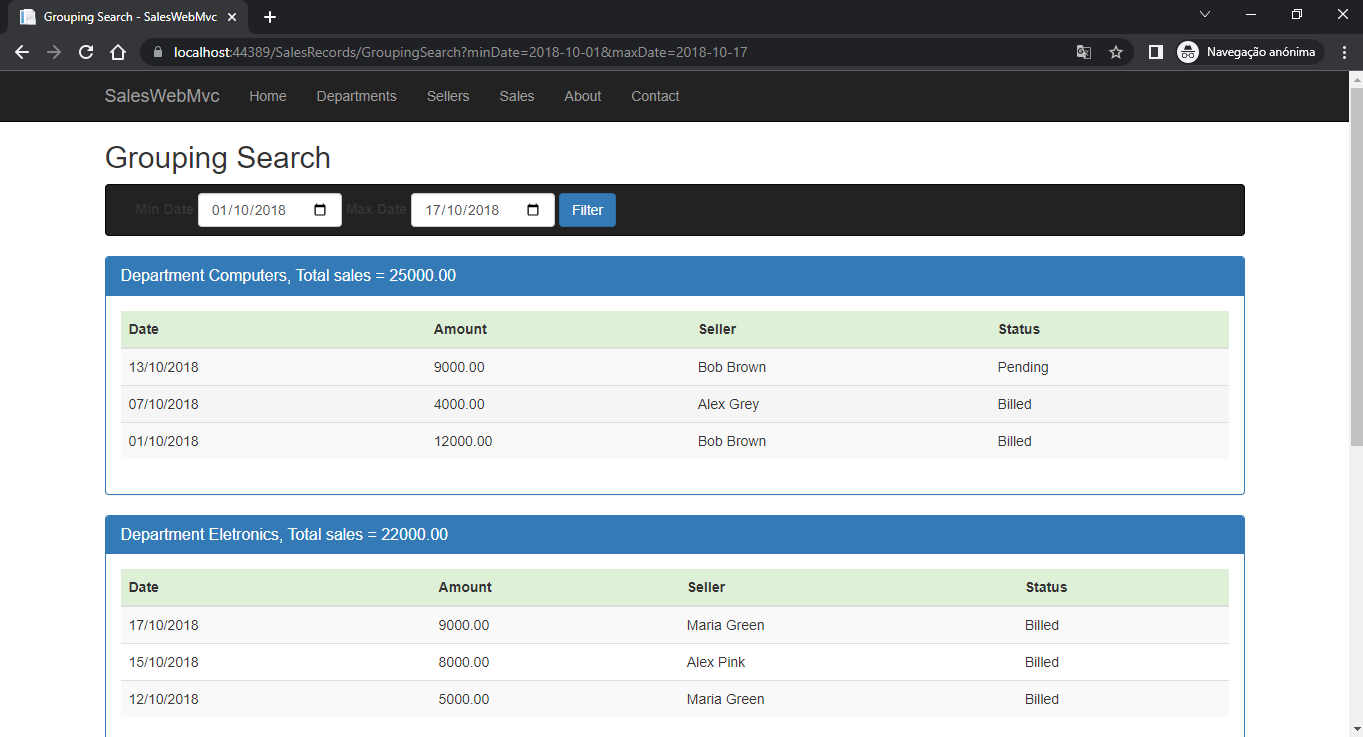 Grouping Search - SalesWebMvc
localhost:44389/SalesRecords/GroupingSearch?minDate=2018-10-01&maxDate=2018-10-17
Navegação anónima
SalesWebMvc Home Departments Sellers Sales About Contact
Grouping Search
Min Date 01/10/2018 Max Date 17/10/2018 Filter
Department Computers, Total sales = 25000.00
Date Amount Seller Status
13/10/2018 9000.00 Bob Brown Pending
07/10/2018 4000.00 Alex Grey Billed
01/10/2018 12000.00 Bob Brown Billed
Department Eletronics, Total sales = 22000.00
Date Amount Seller Status
17/10/2018 9000.00 Maria Green Billed
15/10/2018 8000.00 Alex Pink Billed
12/10/2018 5000.00 Maria Green Billed